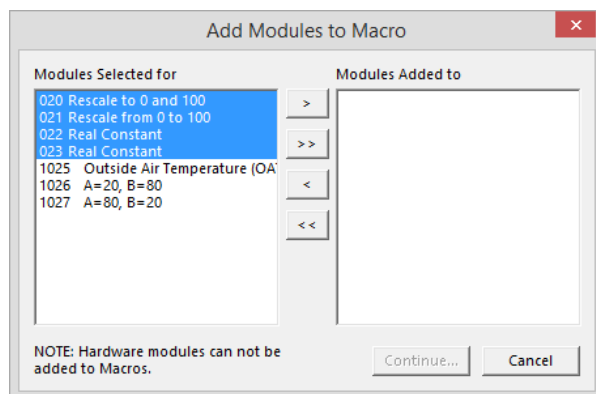 Add Modules to Macro
×
Modules Selected for
Modules Added to
020 Rescale to 0 and 100
021 Rescale from 0 to 100
022 Real Constant
023 Real Constant
1025 Outside Air Temperature (OA
1026 A=20, B=80
1027 A=80, B=20
>
>>
<
<<
NOTE: Hardware modules can not be
added to Macros.
Continue...
Cancel